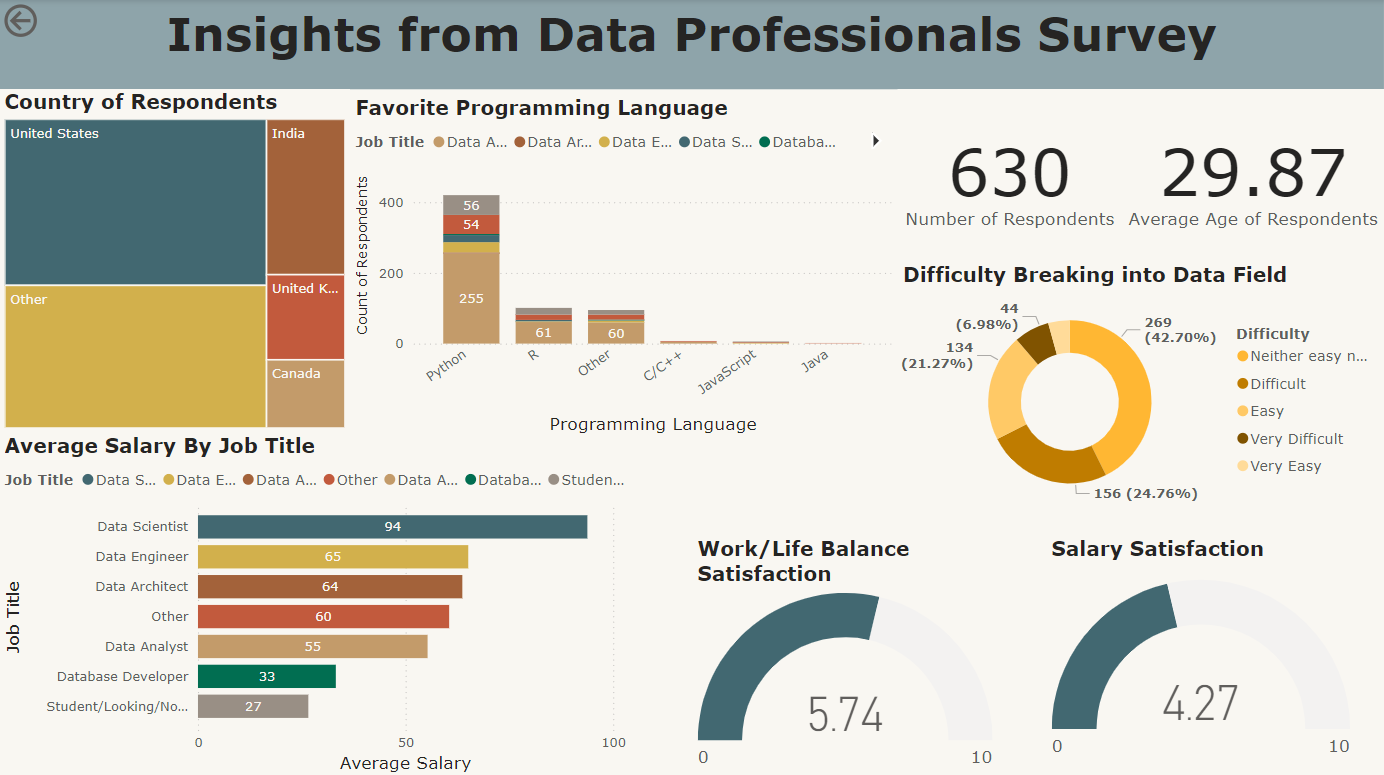 Insights from Data Professionals Survey
Country of Respondents
United States
India
Other
United K...
Canada
Favorite Programming Language
Job Title
Data A...
Data Ar...
Data E...
Data S...
Databa...
Count of Respondents
400
200
0
56
54
255
61
60
Python
R
Other
C/C++
JavaScript
Java
Programming Language
630
Number of Respondents
29.87
Average Age of Respondents
Difficulty Breaking into Data Field
44
(6.98%)
269
(42.70%)
134
(21.27%)
156 (24.76%)
Difficulty
Neither easy n...
Difficult
Easy
Very Difficult
Very Easy
Average Salary By Job Title
Job Title
Data S...
Data E...
Data A...
Other
Data A...
Databa...
Studen...
Job Title
Data Scientist
94
Data Engineer
65
Data Architect
64
Other
60
Data Analyst
55
Database Developer
33
Student/Looking/No...
27
0
50
100
Average Salary
Work/Life Balance
Satisfaction
5.74
0
10
Salary Satisfaction
4.27
0
10